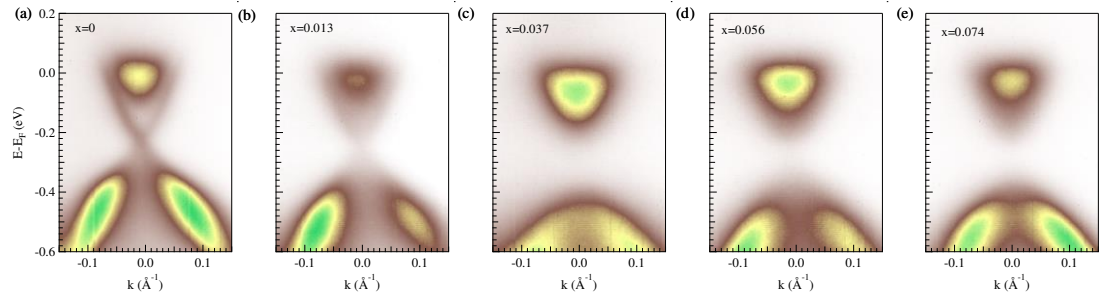 (a) (b) (c) (d) (e)
x=0 x=0.013 x=0.037 x=0.056 x=0.074
0.2
0.0
-0.2
-0.4
-0.6
E-E_F (eV)
-0.1 0.0 0.1 -0.1 0.0 0.1 -0.1 0.0 0.1 -0.1 0.0 0.1 -0.1 0.0 0.1
k (Å⁻¹) k (Å⁻¹) k (Å⁻¹) k (Å⁻¹) k (Å⁻¹)